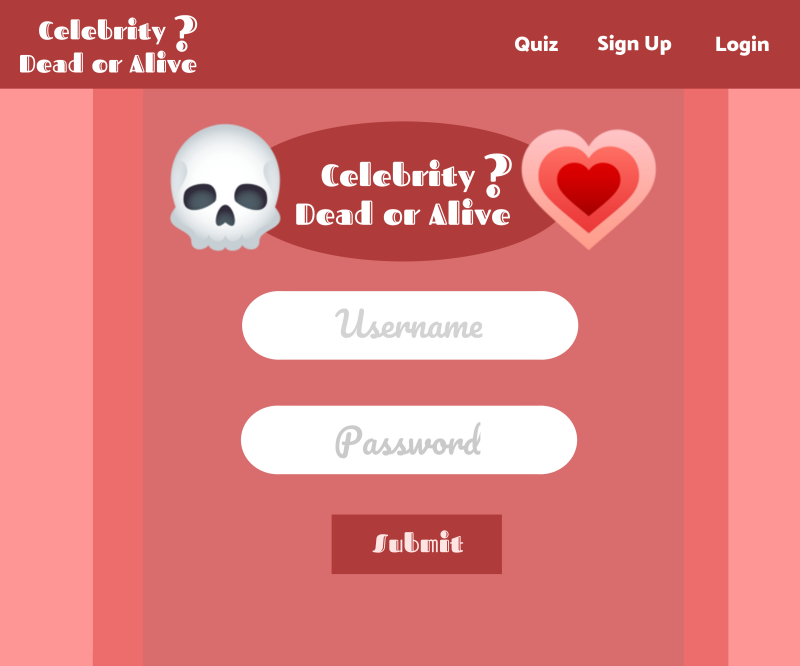 Celebrity ?
Dead or Alive
Quiz Sign Up Login
Celebrity ?
Dead or Alive
Username
Password
Submit